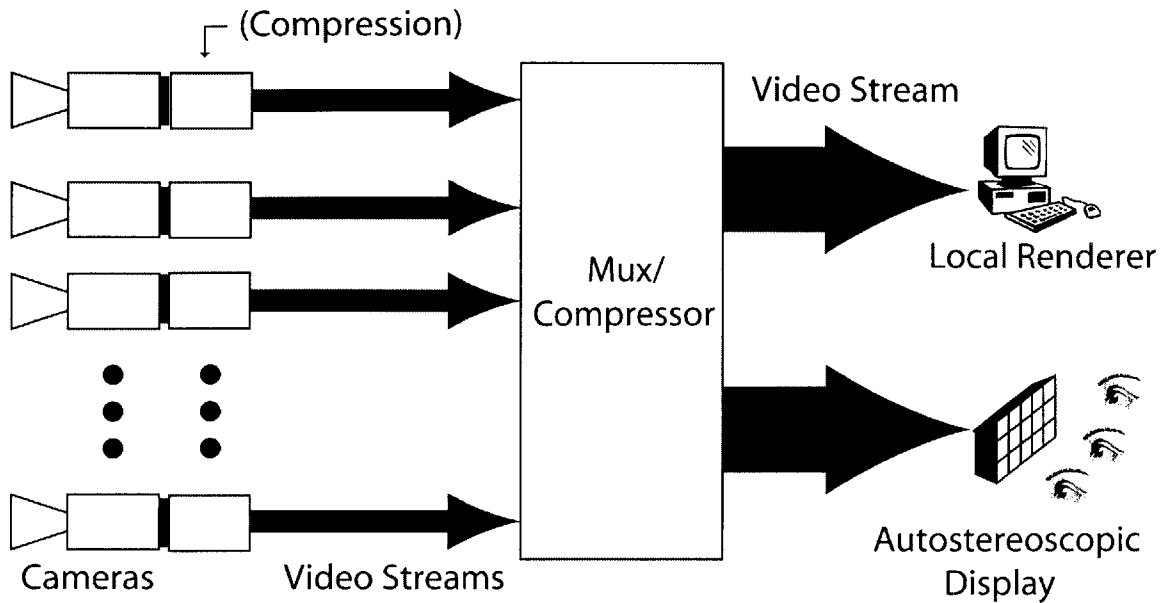 (Compression)
Video Stream
Local Renderer
Mux/
Compressor
Autostereoscopic
Display
Cameras
Video Streams